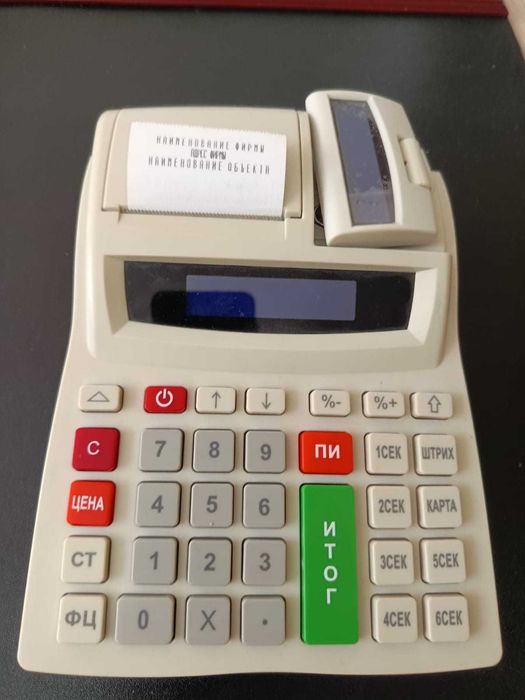 НАИМЕНОВАНИЕ ФИРМЫ
АДРЕС ФИРМЫ
НАИМЕНОВАНИЕ ОБЪЕКТА
%- %+
С 7 8 9 ПИ 1СЕК ШТРИХ
ЦЕНА 4 5 6 2СЕК КАРТА
СТ 1 2 3 ИТОГ 3СЕК 5СЕК
ФЦ 0 X . 4СЕК 6СЕК